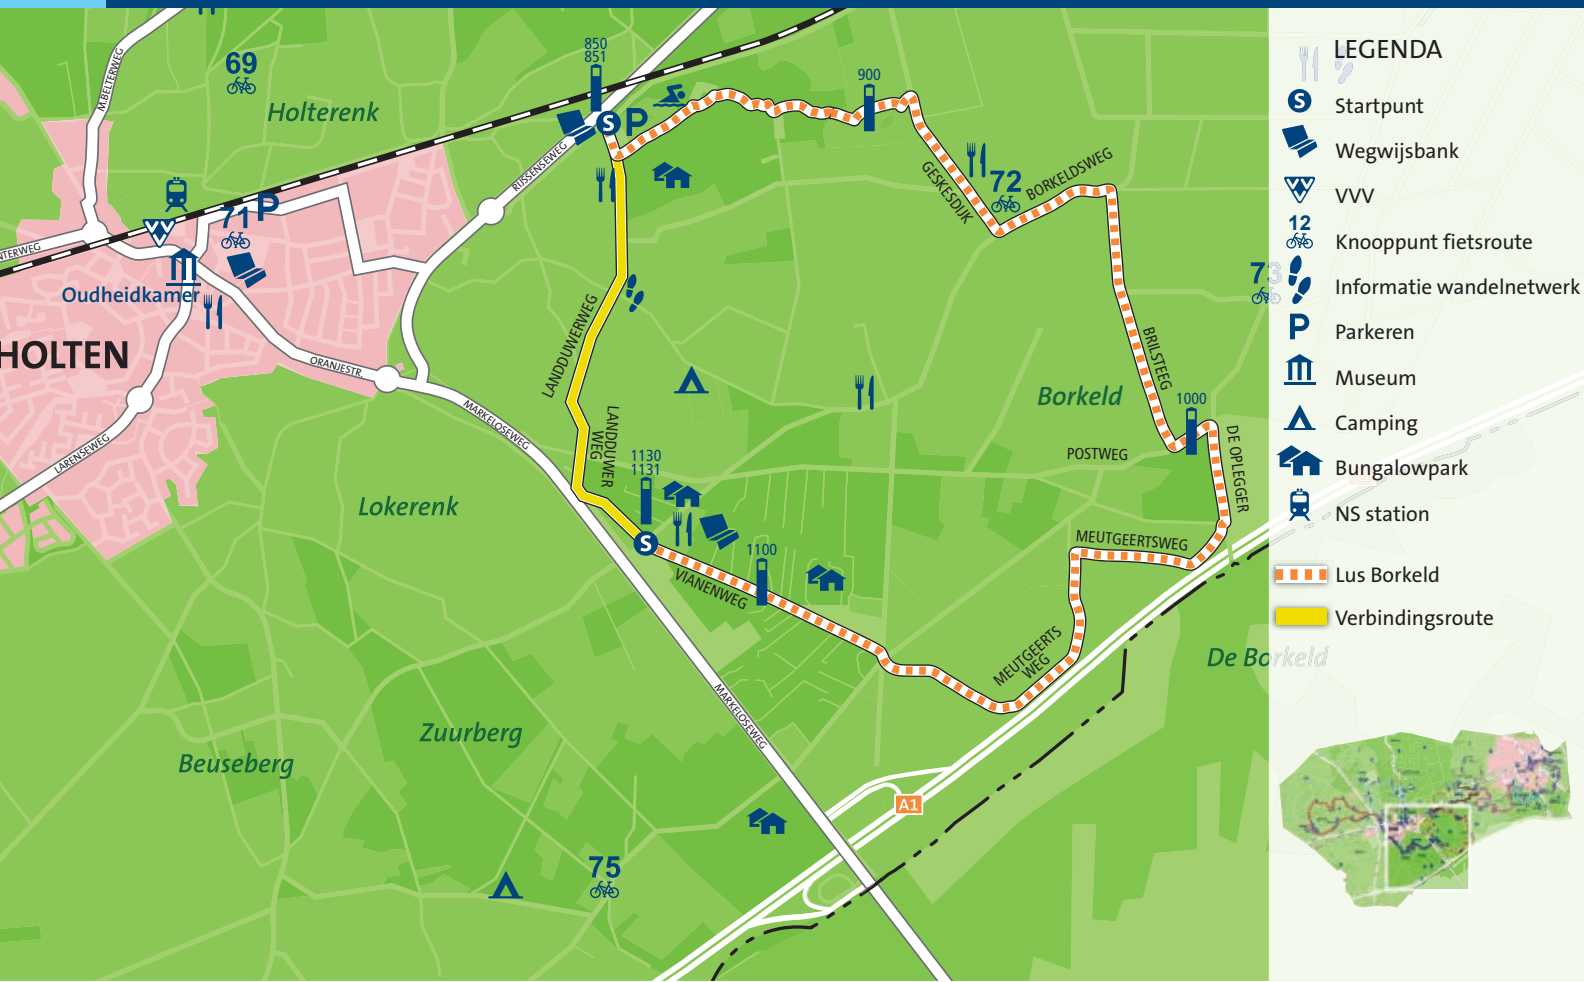 M.BELTERWEG
69
Holterenk
850
851
S
P
RIJSSENSEWEG
900
GESKESDIJK
72
BORKELDSWEG
71
P
Oudheidkamer
HOLTEN
ORANJESTR.
LARENSEWEG
MARKELOSEWEG
LANDDUWERWEG
LANDDUWER
WEG
Lokerenk
1130
1131
S
VIANENWEG
1100
Borkeld
POSTWEG
BRILSTEEG
1000
DE OPLEGGER
MEUTGEERTSWEG
MEUTGEERTS
WEG
73
De Borkeld
MARKELOSEWEG
Zuurberg
Beuseberg
A1
75
LEGENDA
S Startpunt
Wegwijsbank
VVV
12 Knooppunt fietsroute
Informatie wandelnetwerk
P Parkeren
Museum
Camping
Bungalowpark
NS station
Lus Borkeld
Verbindingsroute